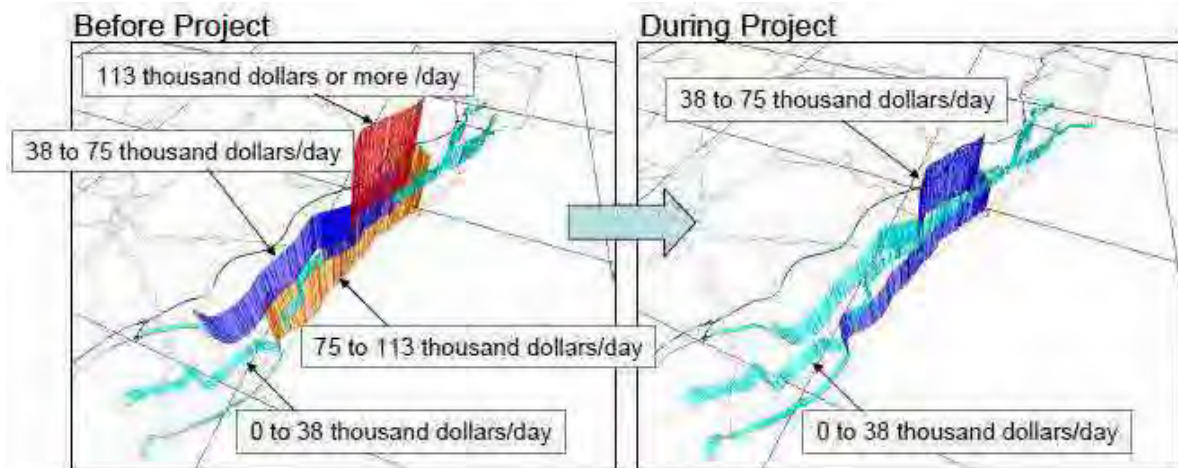 Before Project
113 thousand dollars or more /day
38 to 75 thousand dollars/day
75 to 113 thousand dollars/day
0 to 38 thousand dollars/day
During Project
38 to 75 thousand dollars/day
0 to 38 thousand dollars/day